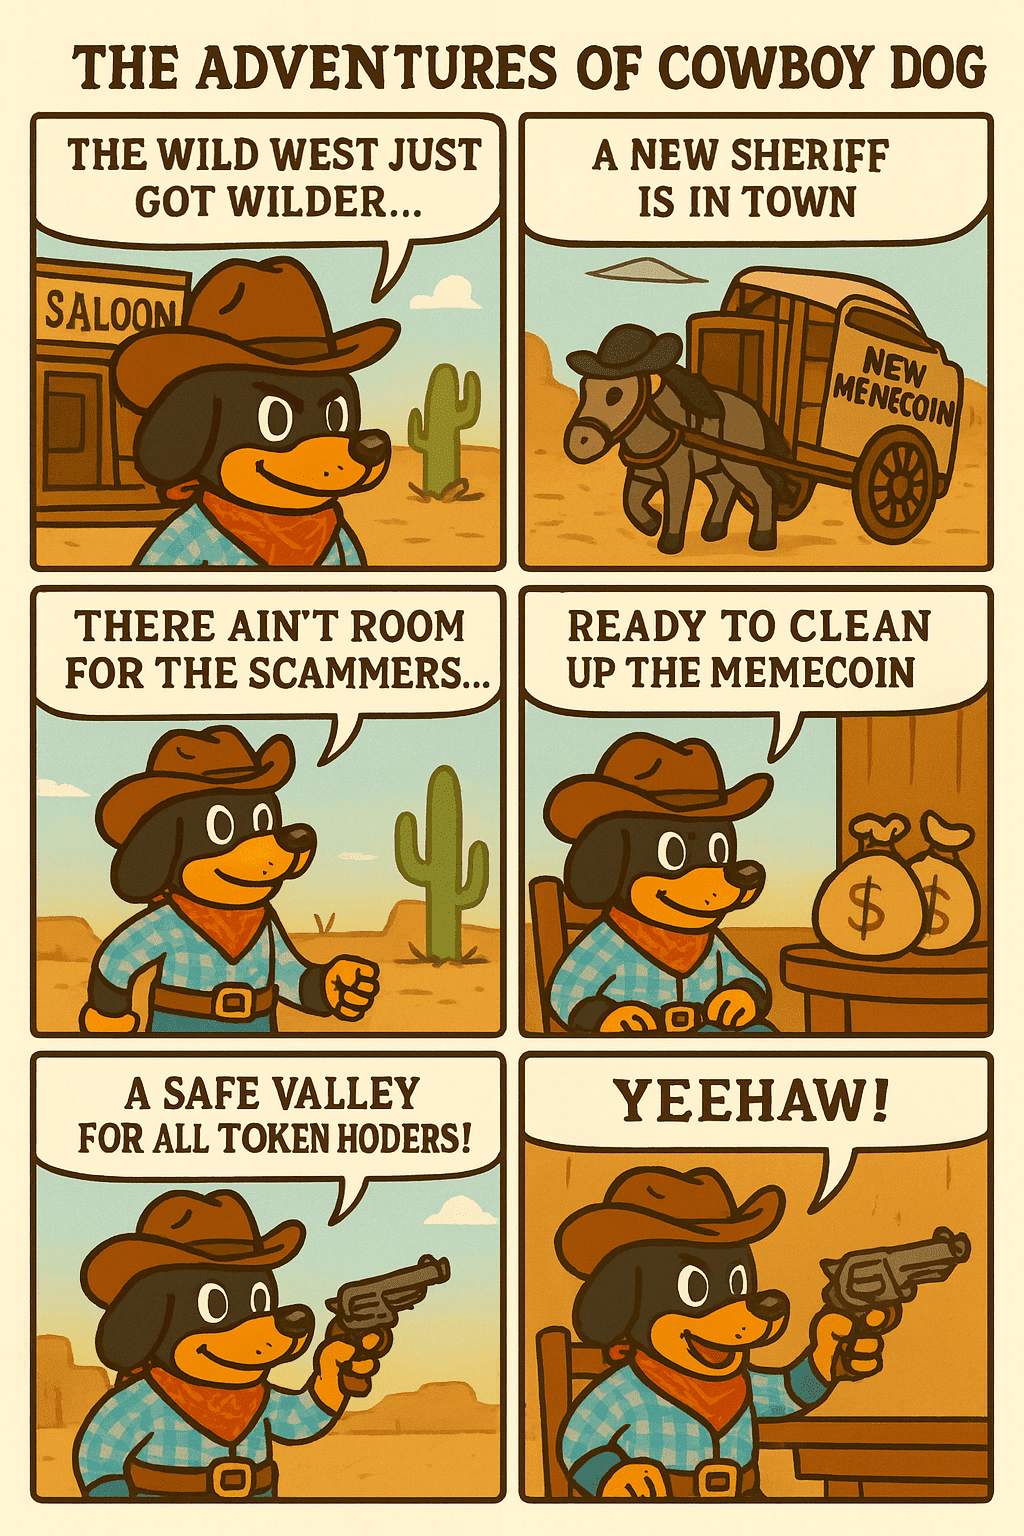 THE ADVENTURES OF COWBOY DOG
THE WILD WEST JUST
GOT WILDER...
SALOON
A NEW SHERIFF
IS IN TOWN
NEW
MENECOIN
THERE AIN'T ROOM
FOR THE SCAMMERS...
READY TO CLEAN
UP THE MEMECOIN
$
$
A SAFE VALLEY
FOR ALL TOKEN HODERS!
YEEHAW!